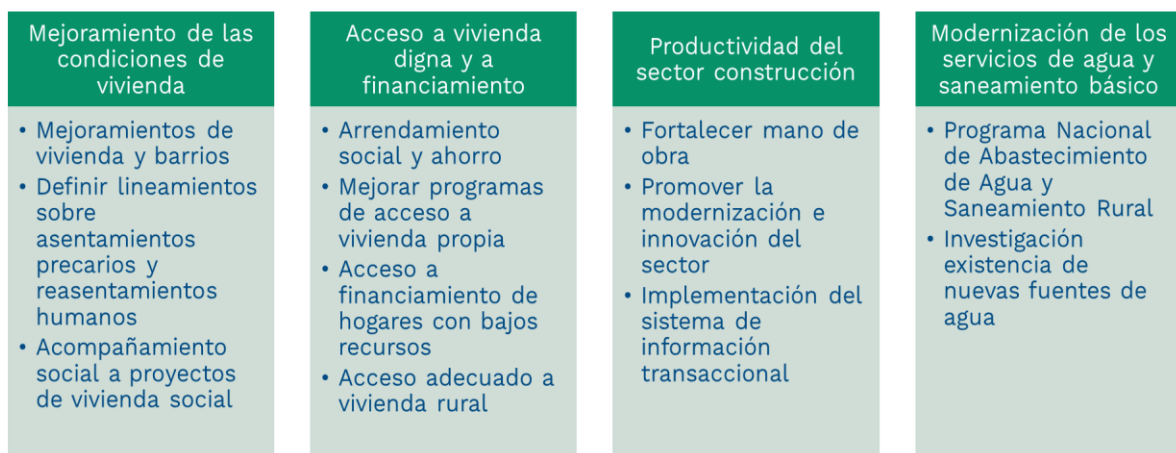 Mejoramiento de las
condiciones de
vivienda
• Mejoramientos de
vivienda y barrios
• Definir lineamientos
sobre
asentamientos
precarios y
reasentamientos
humanos
• Acompañamiento
social a proyectos
de vivienda social
Acceso a vivienda
digna y a
financiamiento
• Arrendamiento
social y ahorro
• Mejorar programas
de acceso a
vivienda propia
• Acceso a
financiamiento de
hogares con bajos
recursos
• Acceso adecuado a
vivienda rural
Productividad del
sector construcción
• Fortalecer mano de
obra
• Promover la
modernización e
innovación del
sector
• Implementación del
sistema de
información
transaccional
Modernización de los
servicios de agua y
saneamiento básico
• Programa Nacional
de Abastecimiento
de Agua y
Saneamiento Rural
• Investigación
existencia de
nuevas fuentes de
agua